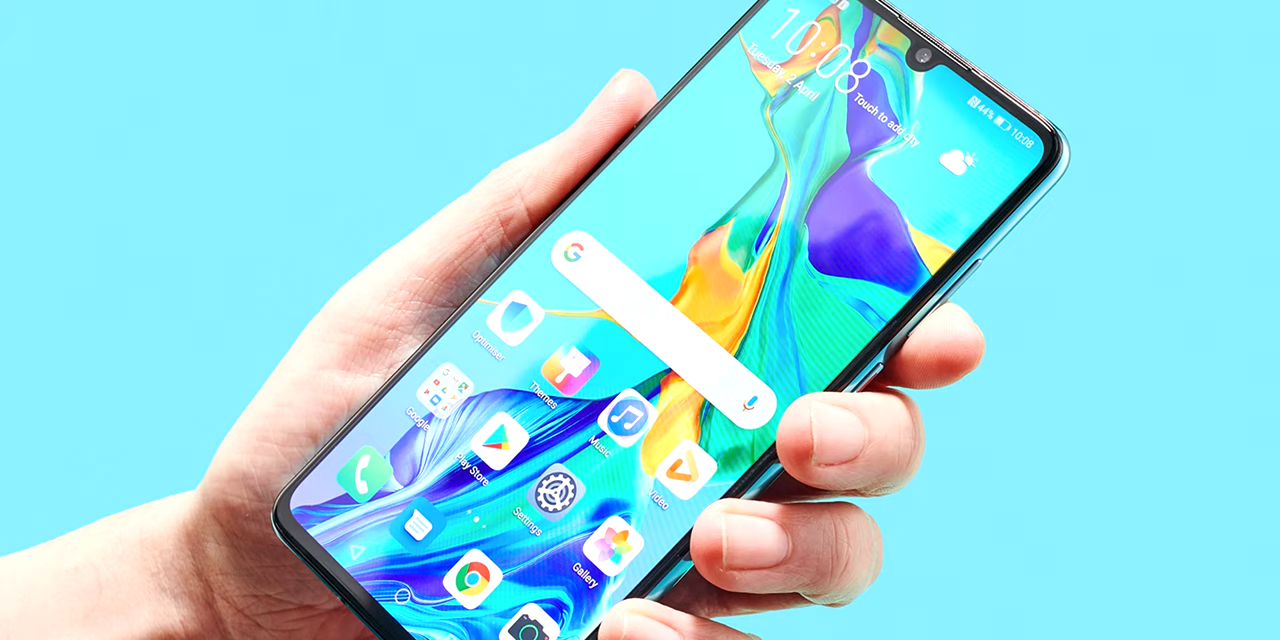 44% 10:08
10:08
Tuesday, 2 April
Touch to add city
G
Optimiser
Themes
Music
Video
Google
Play Store
Settings
Gallery